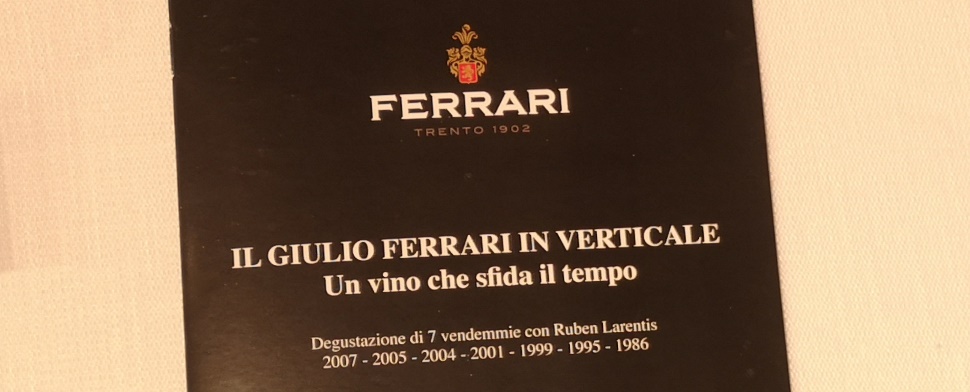 FERRARI
TRENTO 1902
IL GIULIO FERRARI IN VERTICALE
Un vino che sfida il tempo
Degustazione di 7 vendemmie con Ruben Larentis
2007 - 2005 - 2004 - 2001 - 1999 - 1995 - 1986